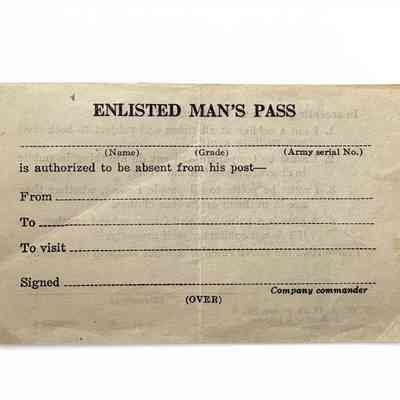 ENLISTED MAN'S PASS
(Name) (Grade) (Army serial No.)
is authorized to be absent from his post—
From
To
To visit
Signed
Company commander
(OVER)